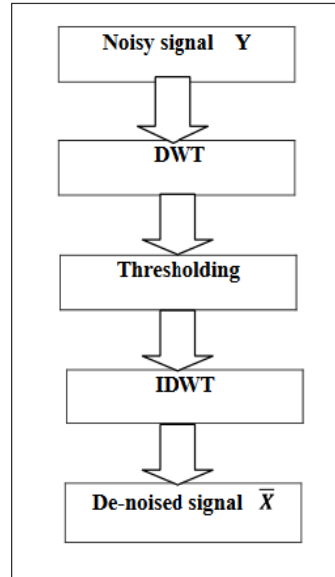 Noisy signal Y
DWT
Thresholding
IDWT
De-noised signal X̅